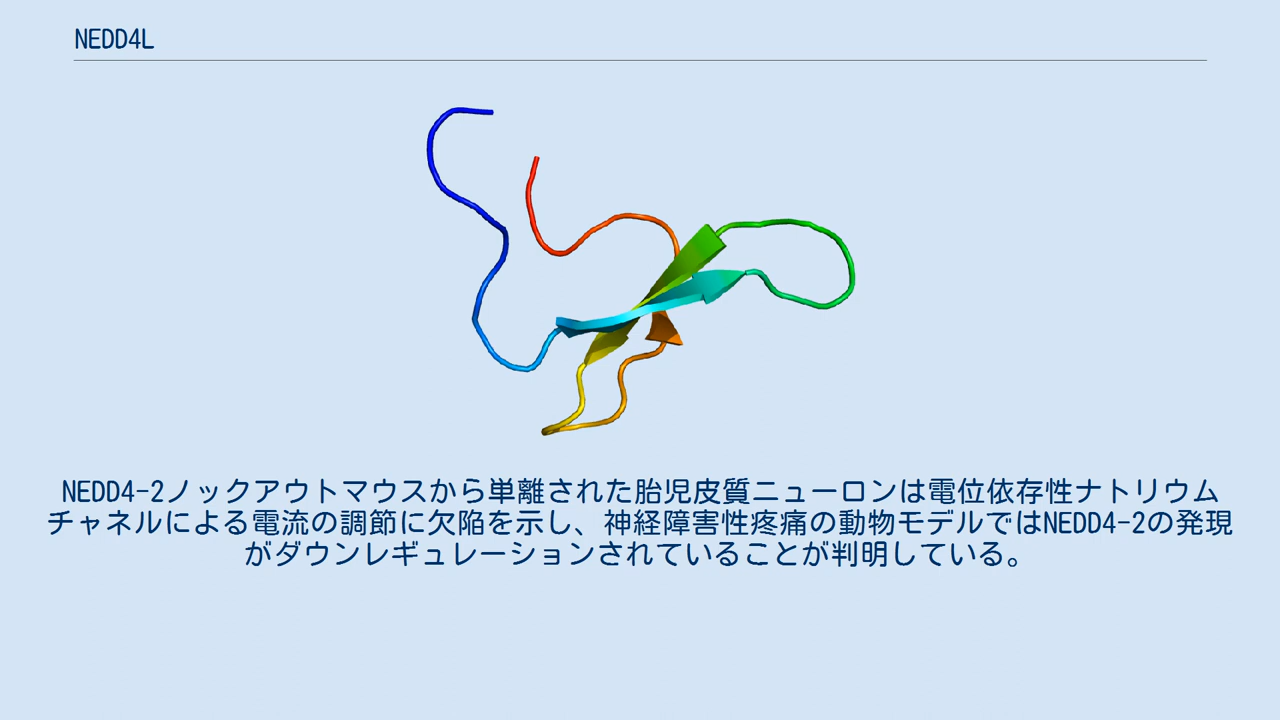 NEDD4L
NEDD4-2ノックアウトマウスから単離された胎児皮質ニューロンは電位依存性ナトリウム
チャネルによる電流の調節に欠陥を示し、神経障害性疼痛の動物モデルではNEDD4-2の発現
がダウンレギュレーションされていることが判明している。